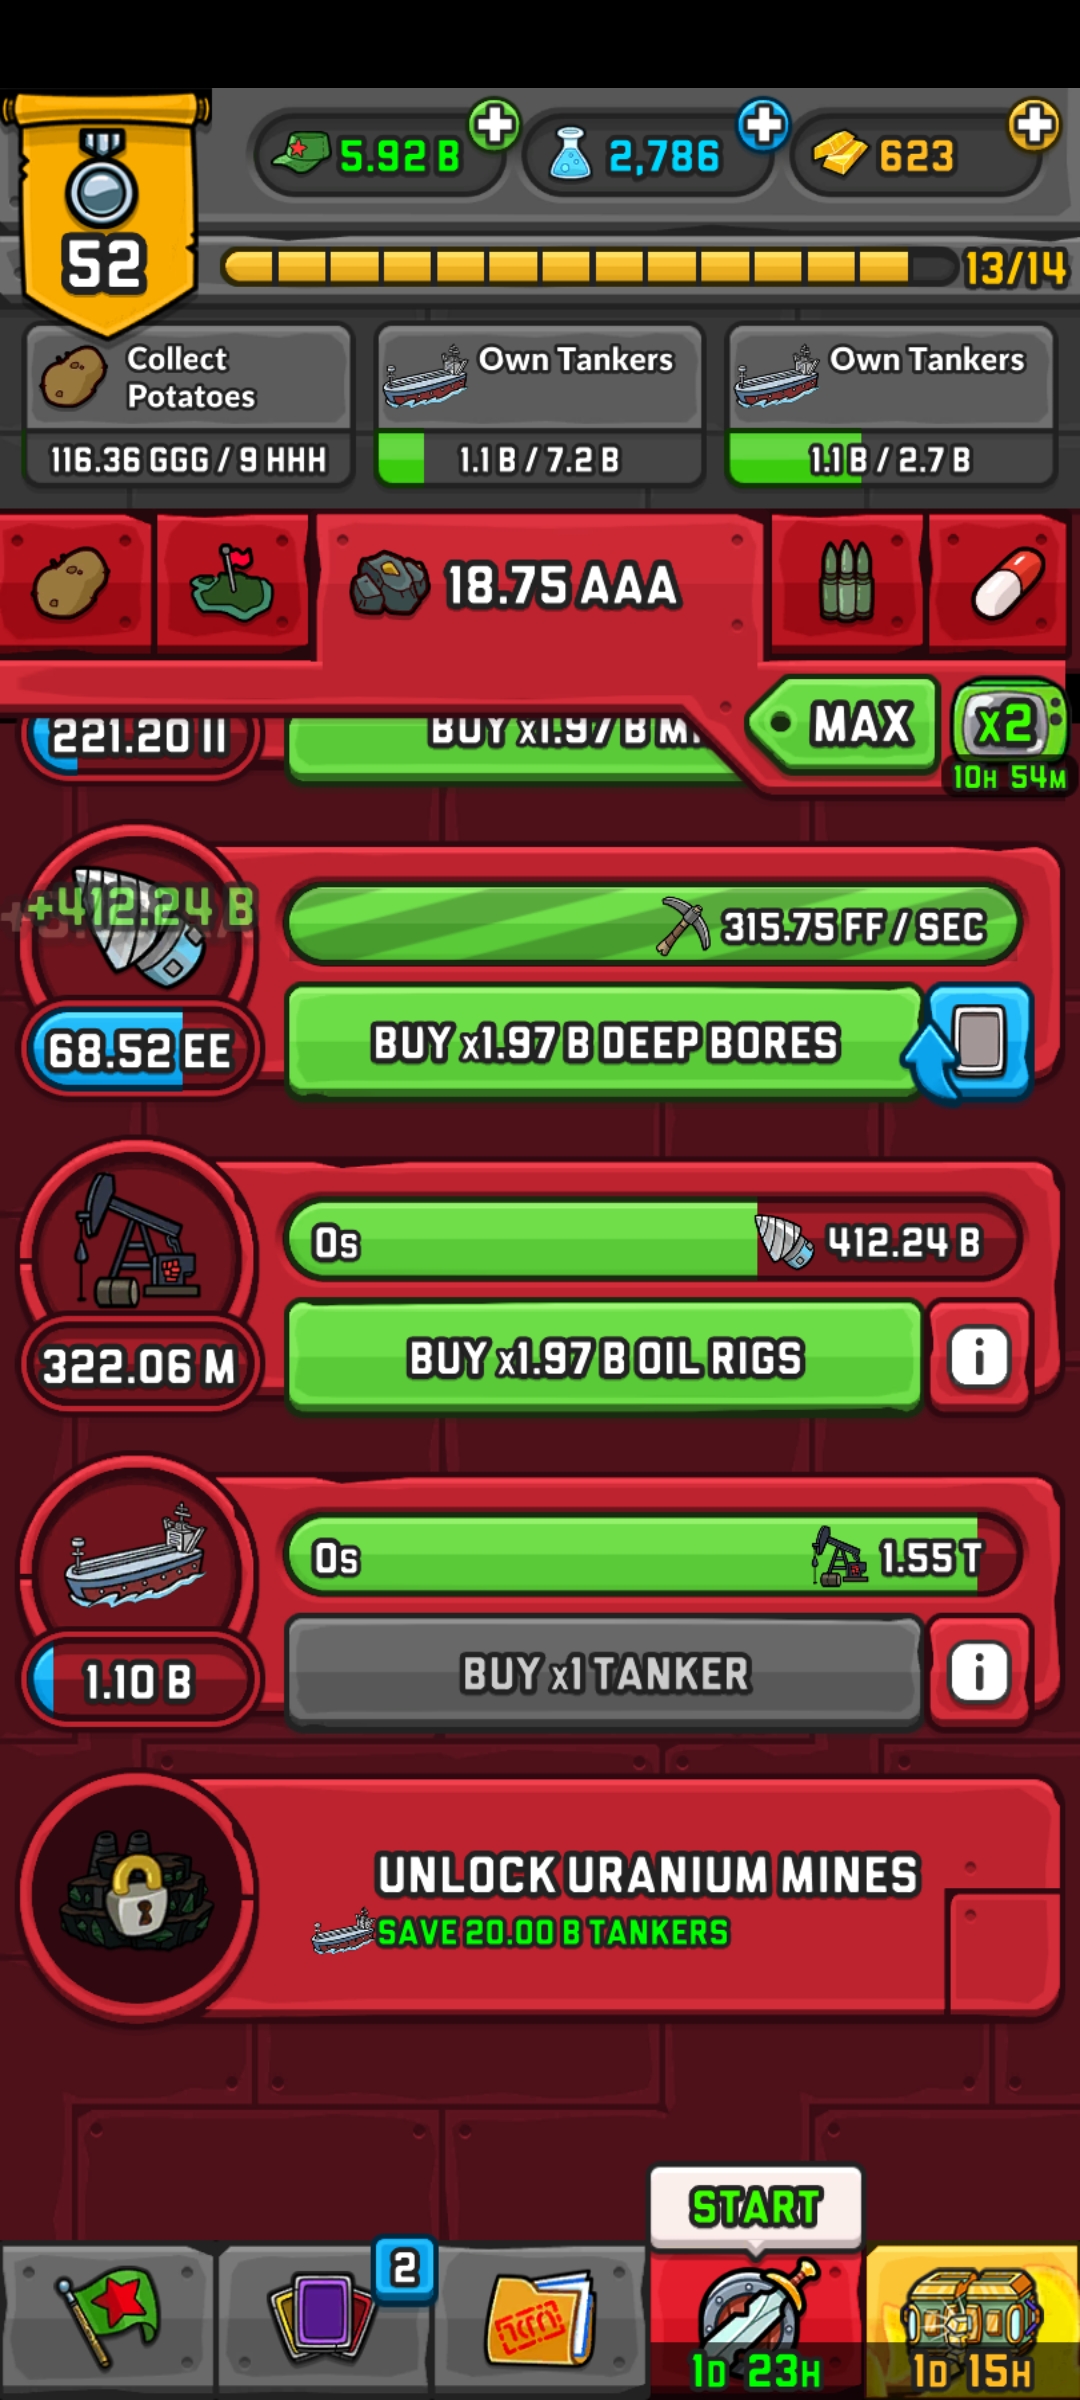 52
5.92 B
2,786
623
13/14
Collect
Potatoes
Own Tankers
Own Tankers
116.36 GGG / 9 HHH
1.1 B / 7.2 B
1.1 B / 2.7 B
18.75 AAA
MAX
X2
10H 54M
221.20 II
BUY x1.97 B
+412.24 B
315.75 FF / SEC
68.52 EE
BUY x1.97 B DEEP BORES
0s
412.24 B
322.06 M
BUY x1.97 B OIL RIGS
i
0s
1.55 T
1.10 B
BUY x1 TANKER
i
UNLOCK URANIUM MINES
SAVE 20.00 B TANKERS
START
2
1D 23H
1D 15H